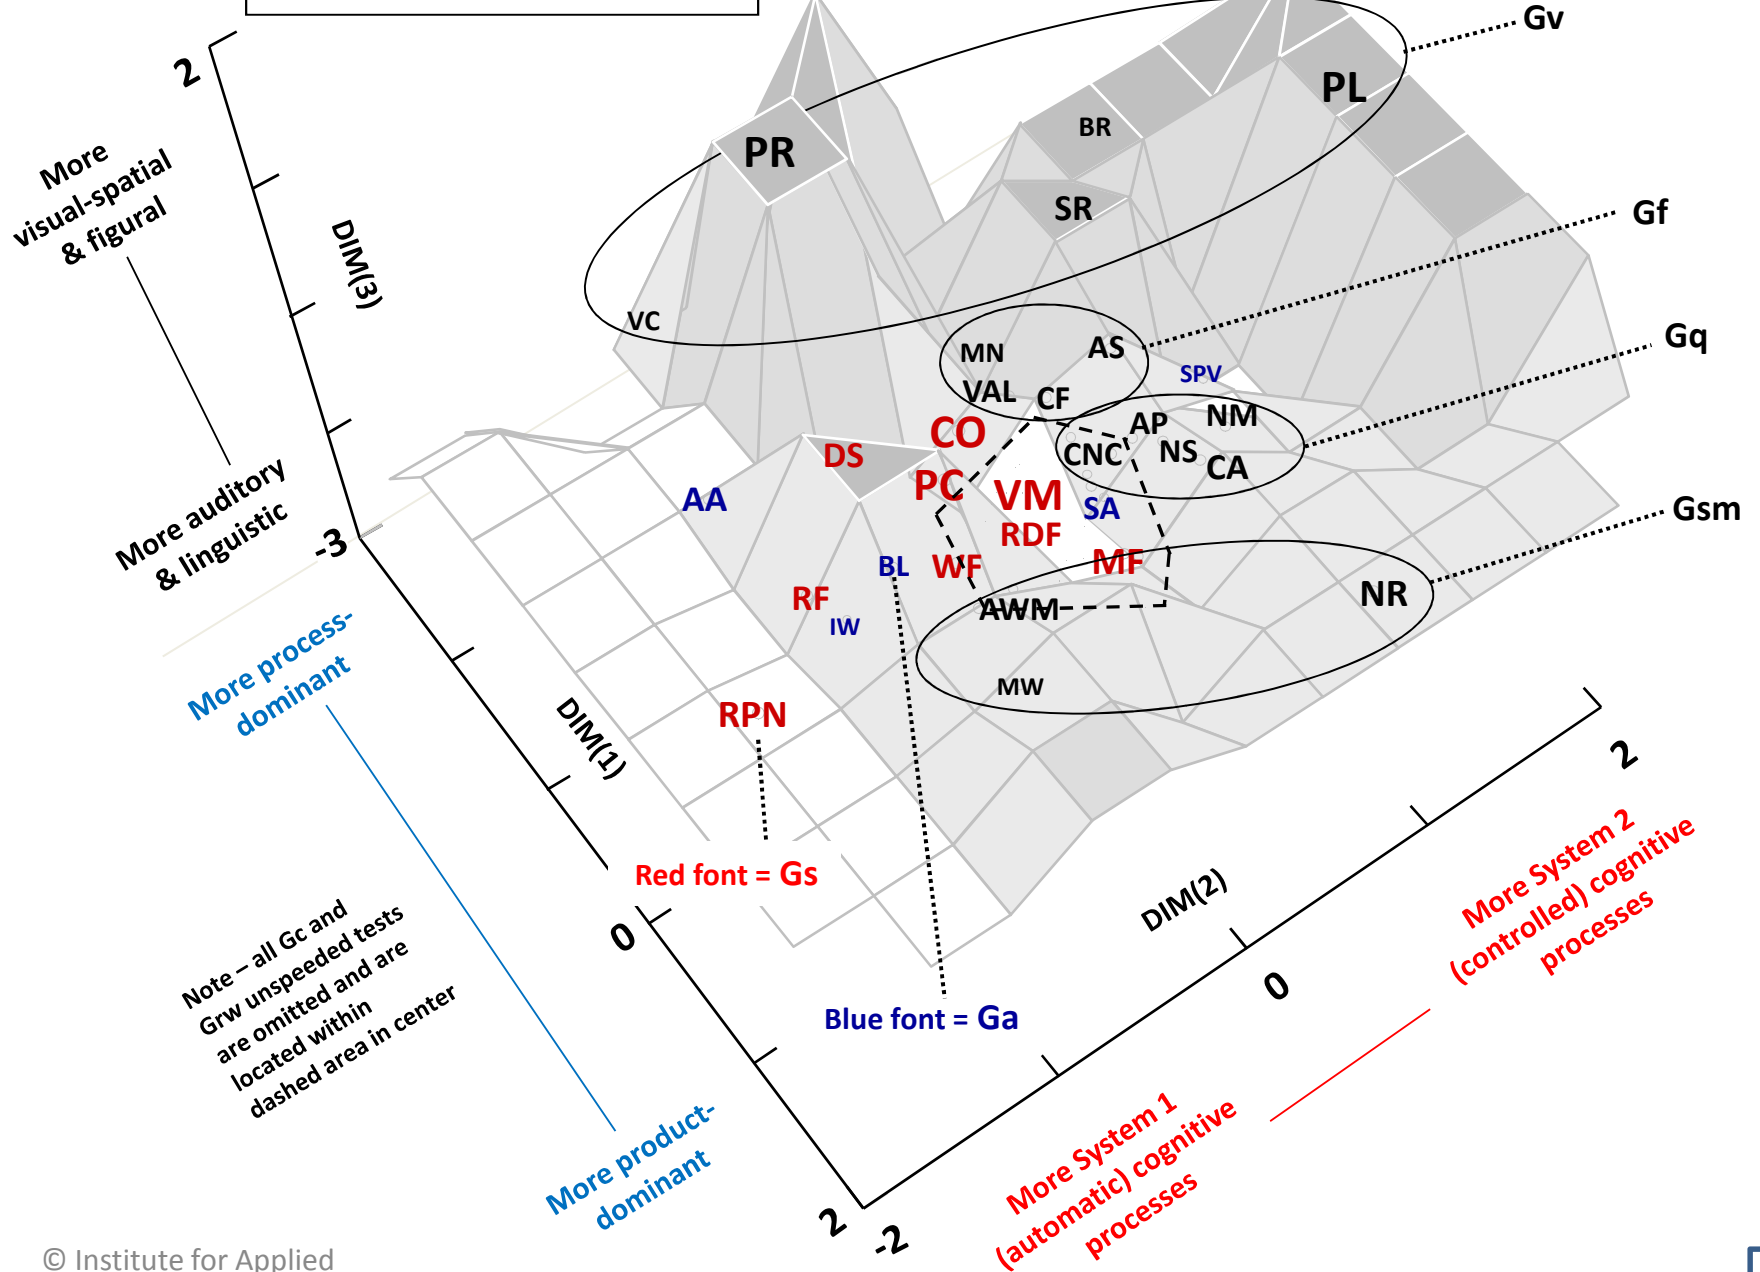 Gv
2
PL
BR
More
visual-spatial
& figural
PR
SR
Gf
DIM(3)
VC
Gq
MN
AS
VAL
CF
SPV
CO
AP
NM
DS
CNC
NS
CA
PC
AA
VM
SA
Gsm
RDF
More auditory
& linguistic
-3
BL
WF
MF
RF
IW
AWM
NR
More process-
dominant
MW
RPN
DIM(1)
2
Red font = Gs
DIM(2)
More System 2
(controlled) cognitive
processes
0
0
Note – all Gc and
Grw unspeeded tests
are omitted and are
located within
dashed area in center
Blue font = Ga
More product-
dominant
More System 1
(automatic) cognitive
processes
2
-2
© Institute for Applied